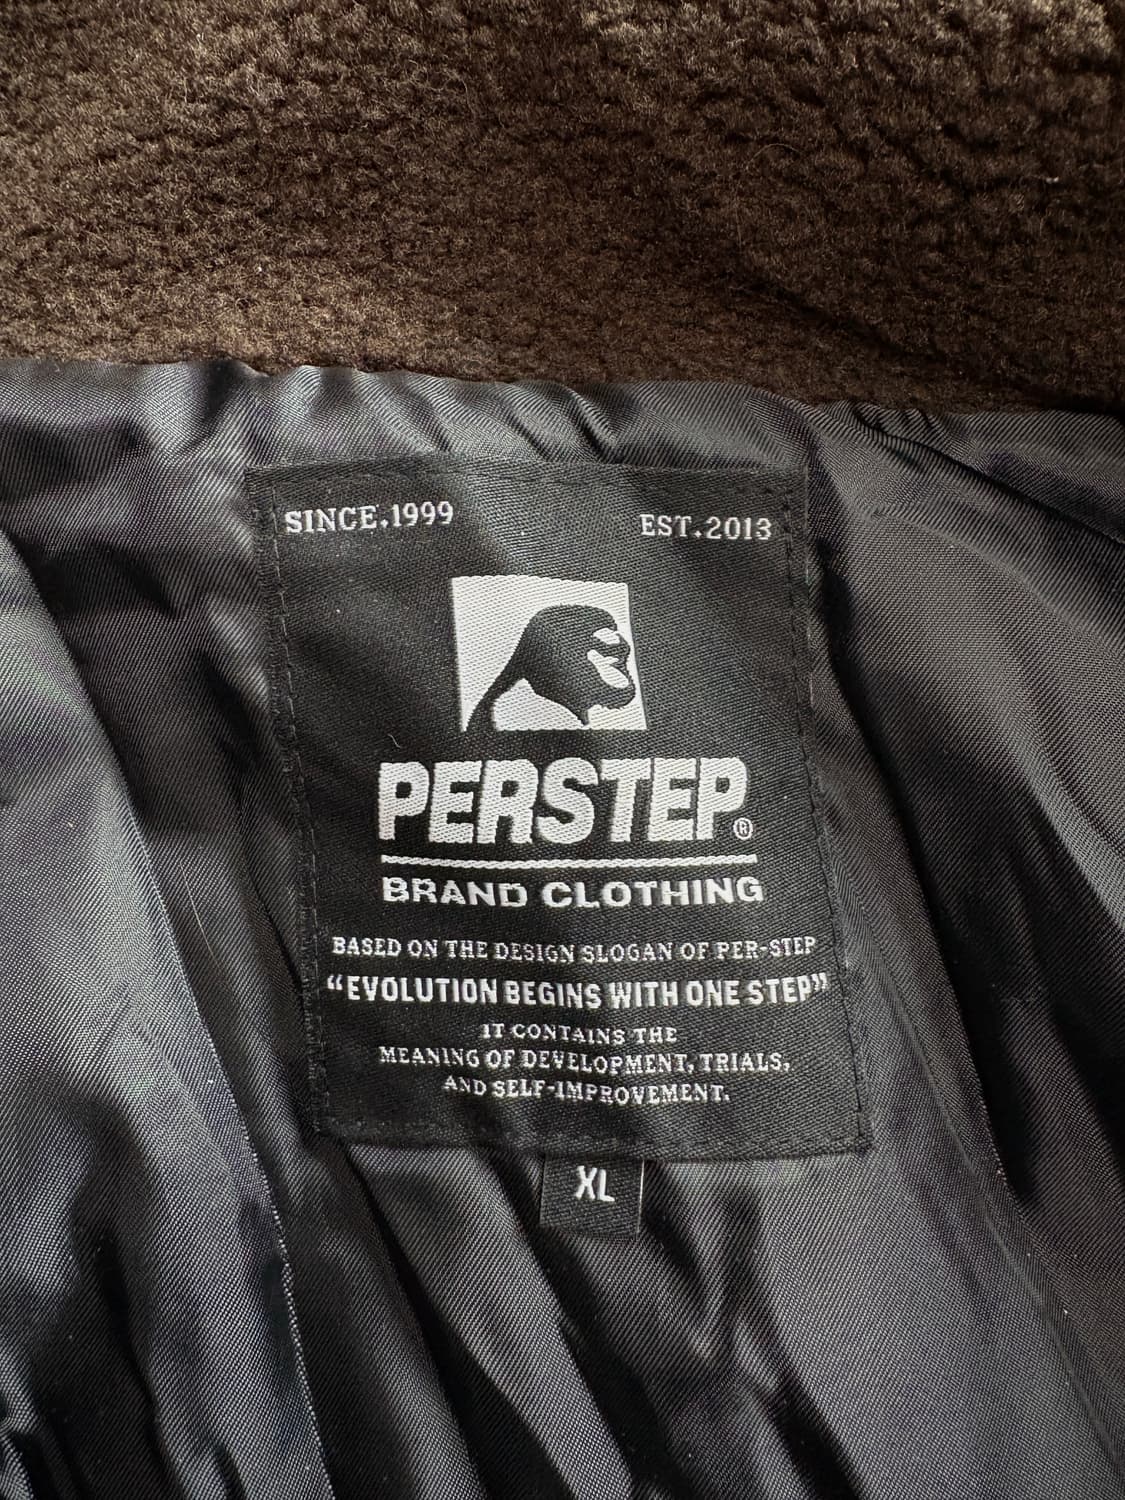 SINCE.1999
EST.2013
PERSTEP®
BRAND CLOTHING
BASED ON THE DESIGN SLOGAN OF PER-STEP
“EVOLUTION BEGINS WITH ONE STEP”
IT CONTAINS THE
MEANING OF DEVELOPMENT, TRIALS,
AND SELF-IMPROVEMENT.
XL